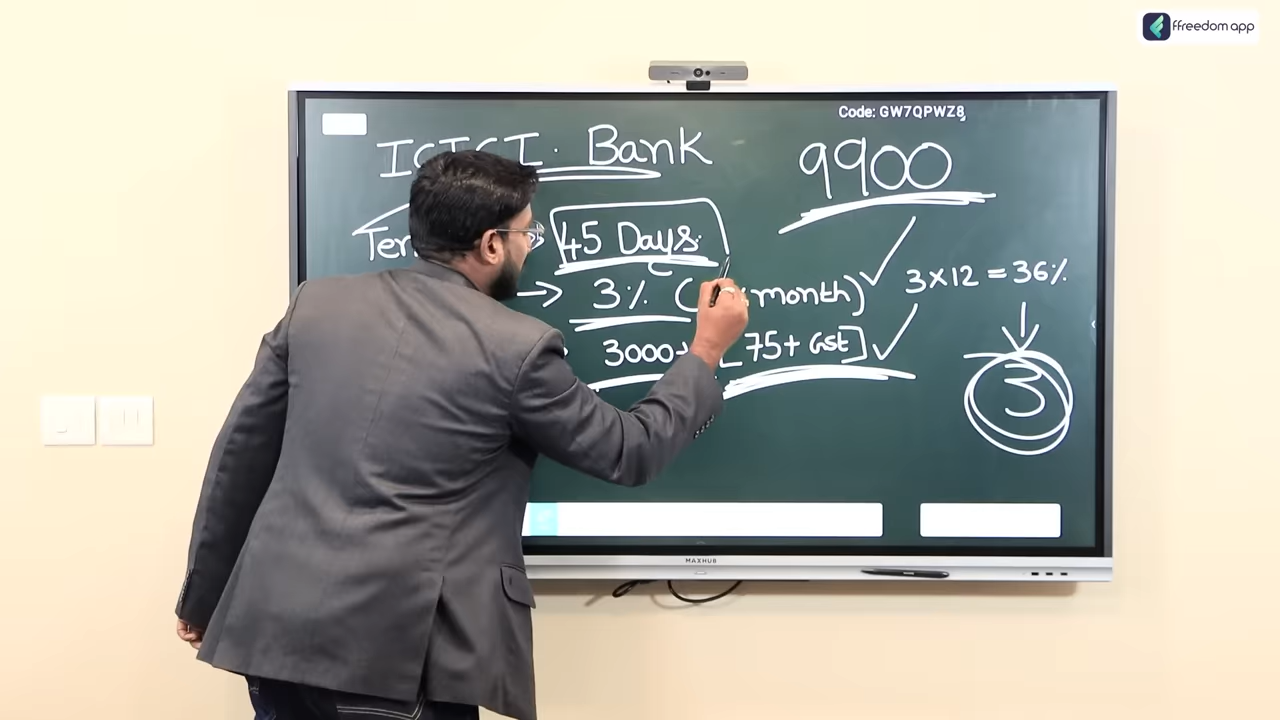 ffreedom app
Code: GW7QPWZ8
ICICI. Bank
9900
45 Days.
→ 3% ( month)
3×12 = 36%
3000+ [75+ GST]
3
MAXHUB